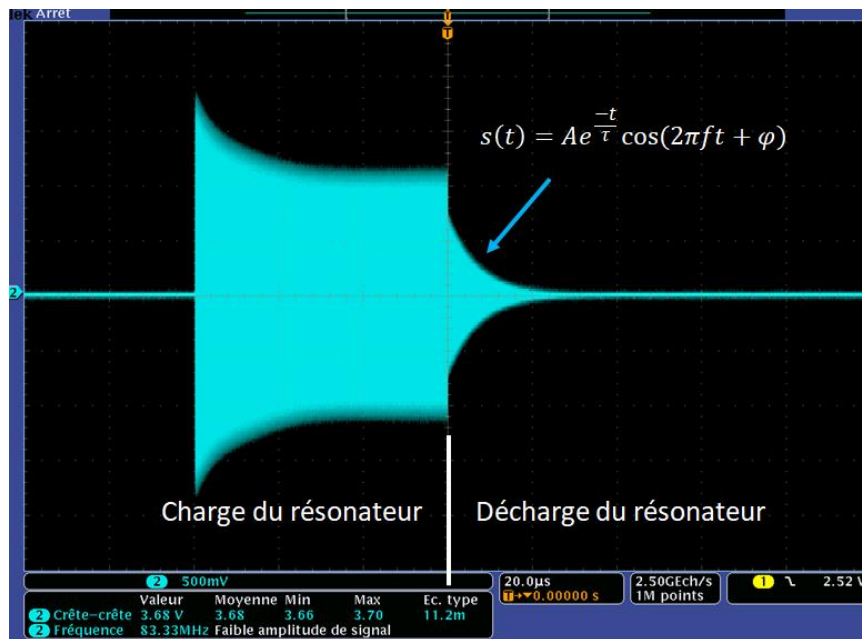 Arret
T
s(t) = Ae^{-t/τ} cos(2πft + φ)
2
Charge du résonateur
Décharge du résonateur
2 500mV
20.0µs
T→▼0.00000 s
2.50GEch/s
1M points
1 2.52 V
Valeur Moyenne Min Max Ec. type
2 Crête-crête 3.68 V 3.68 3.66 3.70 11.2m
2 Fréquence 83.33MHz Faible amplitude de signal